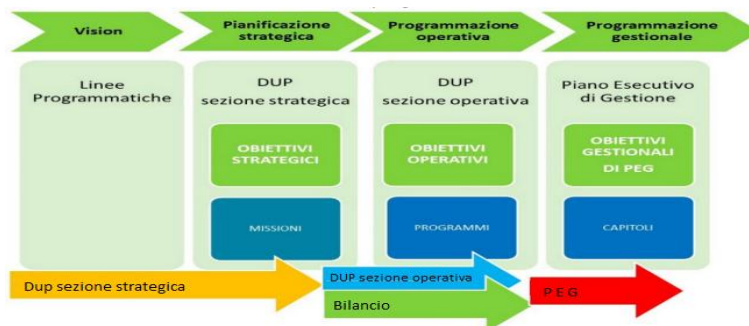 Vision
Pianificazione
strategica
Programmazione
operativa
Programmazione
gestionale
Linee
Programmatiche
DUP
sezione strategica
OBIETTIVI
STRATEGICI
MISSIONI
DUP
sezione operativa
OBIETTIVI
OPERATIVI
PROGRAMMI
Piano Esecutivo
di Gestione
OBIETTIVI
GESTIONALI
DI PEG
CAPITOLI
Dup sezione strategica
DUP sezione operativa
Bilancio
P E G